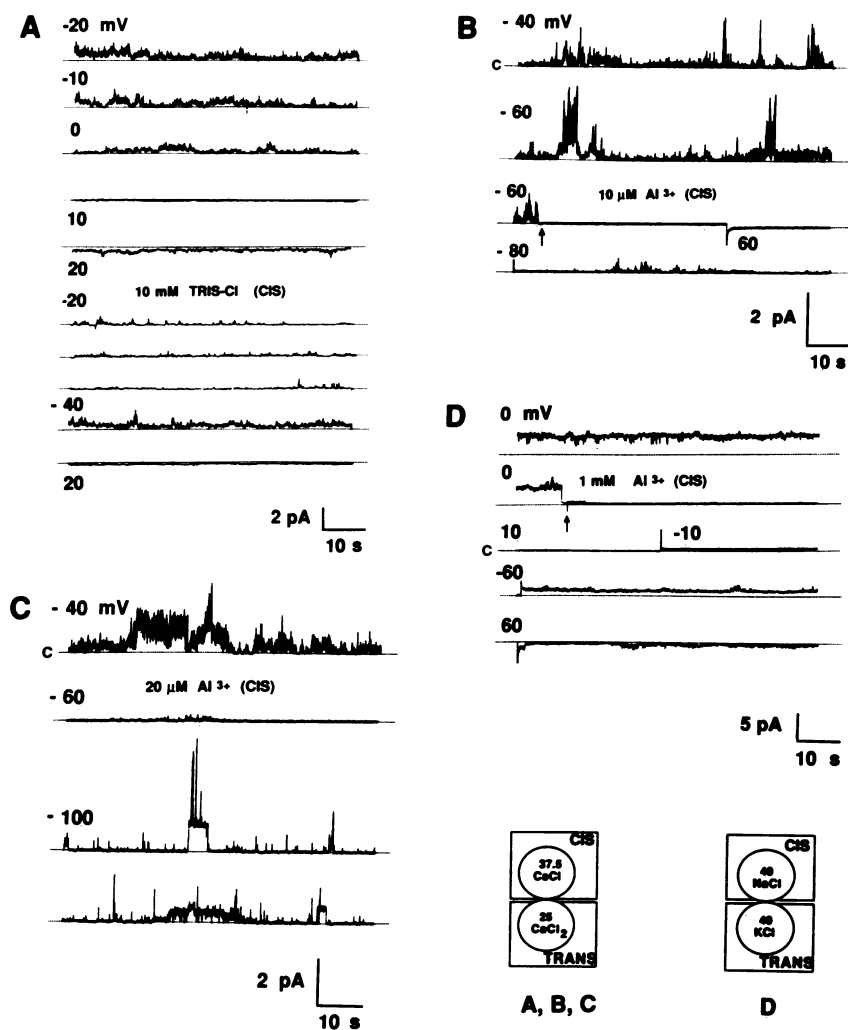 A
-20 mV
-10
0
10
20
10 mM TRIS-Cl (CIS)
-20
- 40
20
2 pA
10 s
B
- 40 mV
C
- 60
- 60
10 µM Al 3+ (CIS)
60
- 80
2 pA
10 s
C
- 40 mV
C
20 µM Al 3+ (CIS)
- 60
- 100
2 pA
10 s
D
0 mV
0
1 mM Al 3+ (CIS)
10
-10
C
-60
60
5 pA
10 s
CIS
37.5
CsCl
25
CaCl2
TRANS
A, B, C
CIS
40
NaCl
40
KCl
TRANS
D